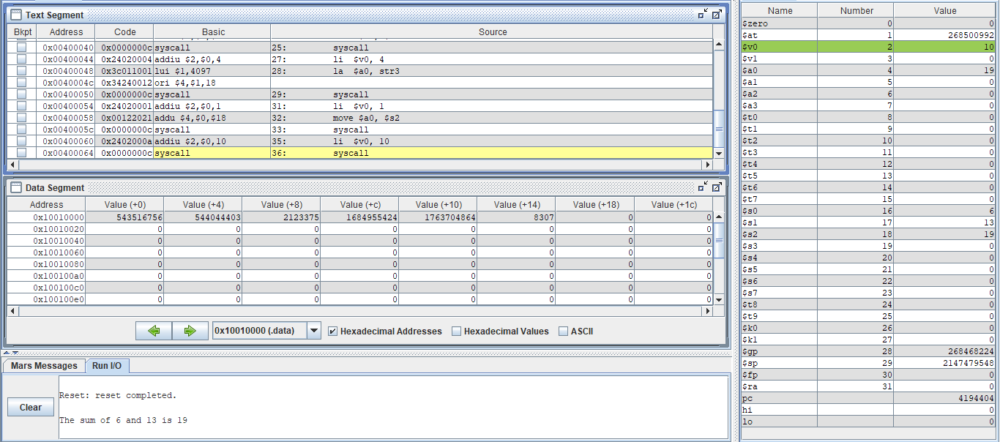 Text Segment
Bkpt Address Code Basic Source
0x00400040 0x0000000c syscall 25: syscall
0x00400044 0x24020004 addiu $2,$0,4 27: li $v0, 4
0x00400048 0x3c011001 lui $1,4097 28: la $a0, str3
0x0040004c 0x34240012 ori $4,$1,18
0x00400050 0x0000000c syscall 29: syscall
0x00400054 0x24020001 addiu $2,$0,1 31: li $v0, 1
0x00400058 0x00122021 addu $4,$0,$18 32: move $a0, $s2
0x0040005c 0x0000000c syscall 33: syscall
0x00400060 0x2402000a addiu $2,$0,10 35: li $v0, 10
0x00400064 0x0000000c syscall 36: syscall
Data Segment
Address Value (+0) Value (+4) Value (+8) Value (+c) Value (+10) Value (+14) Value (+18) Value (+1c)
0x10010000 543516756 544044403 2123375 1684955424 1763704864 8307 0 0
0x10010020 0 0 0 0 0 0 0 0
0x10010040 0 0 0 0 0 0 0 0
0x10010060 0 0 0 0 0 0 0 0
0x10010080 0 0 0 0 0 0 0 0
0x100100a0 0 0 0 0 0 0 0 0
0x100100c0 0 0 0 0 0 0 0 0
0x100100e0 0 0 0 0 0 0 0 0
0x10010000 (.data) Hexadecimal Addresses Hexadecimal Values ASCII
Mars Messages Run I/O
Clear
Reset: reset completed.
The sum of 6 and 13 is 19
Name Number Value
$zero 0 0
$at 1 268500992
$v0 2 10
$v1 3 0
$a0 4 19
$a1 5 0
$a2 6 0
$a3 7 0
$t0 8 0
$t1 9 0
$t2 10 0
$t3 11 0
$t4 12 0
$t5 13 0
$t6 14 0
$t7 15 0
$s0 16 6
$s1 17 13
$s2 18 19
$s3 19 0
$s4 20 0
$s5 21 0
$s6 22 0
$s7 23 0
$t8 24 0
$t9 25 0
$k0 26 0
$k1 27 0
$gp 28 268468224
$sp 29 2147479548
$fp 30 0
$ra 31 0
pc 4194404
hi 0
lo 0